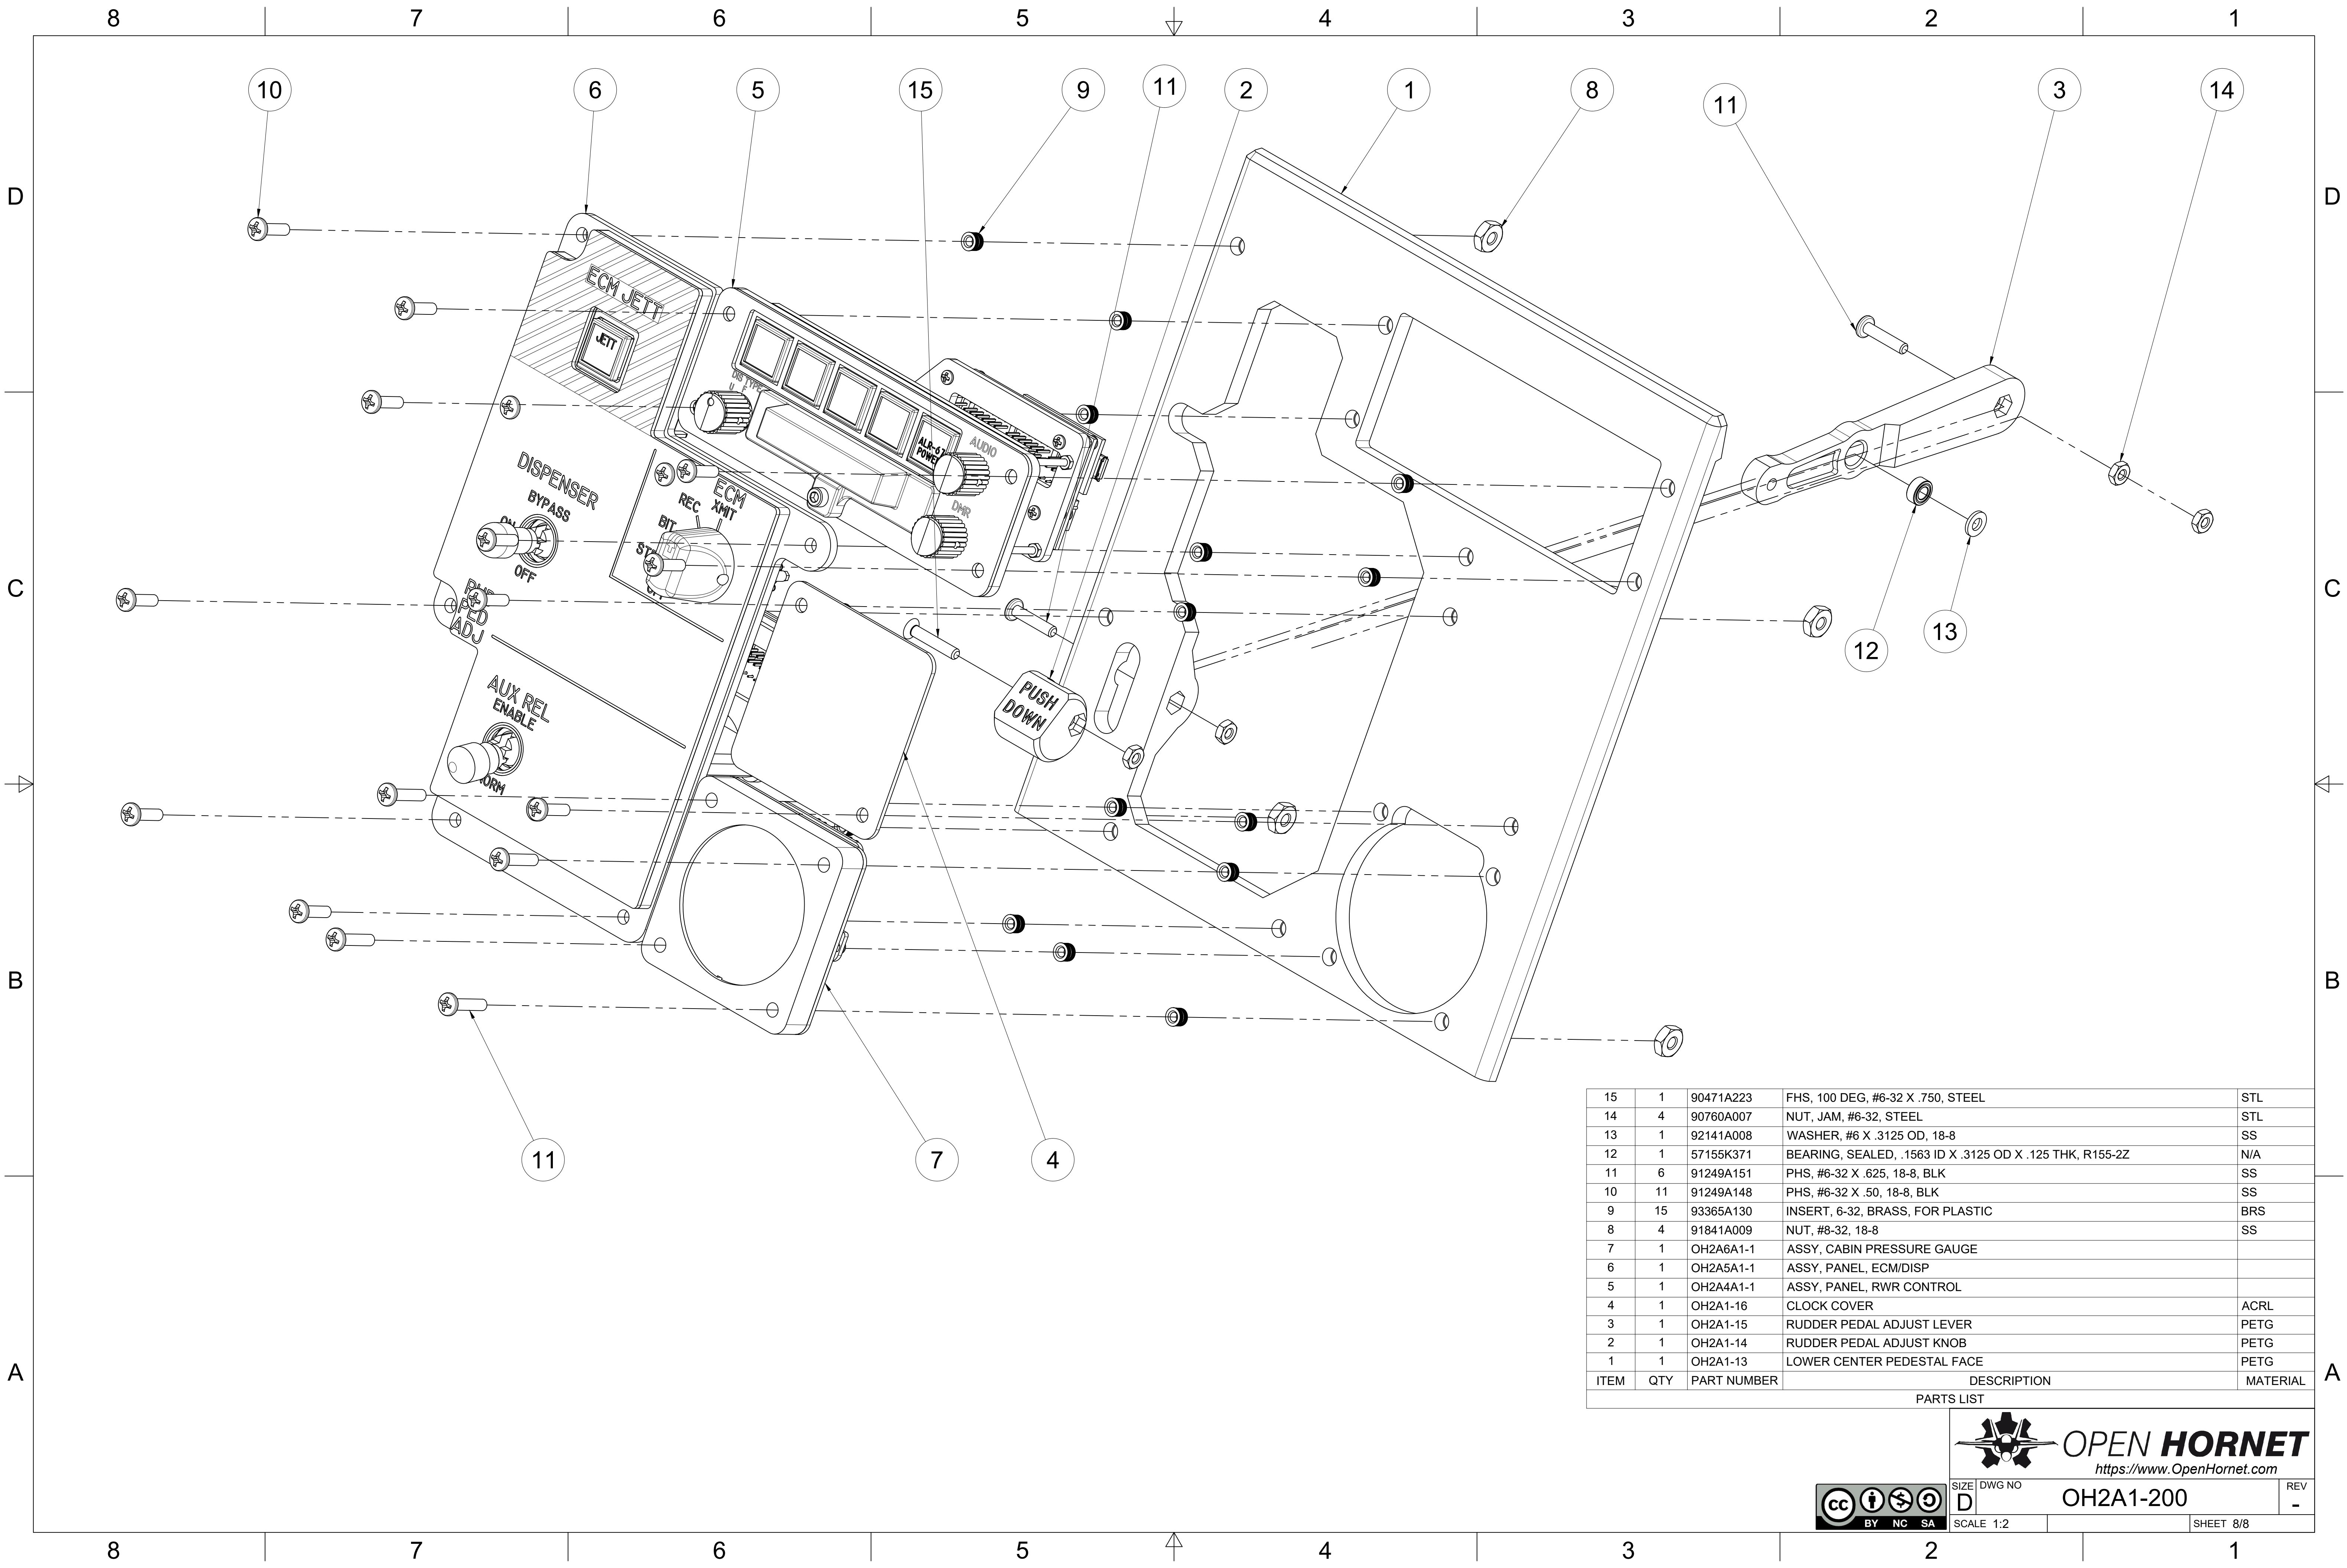 8 7 6 5 4 3 2 1
10 6 5 15 9 11 2 1 8 11 3 14
D D
ECM JETT
JETT
DIS TYPE
U F
ALR-67
POWER
AUDIO
DMR
DISPENSER
BYPASS
ON
OFF
ECM
REC XMIT
BIT
PED
ADJ
C C
12 13
AUX REL
ENABLE
PUSH
DOWN
B B
11 7 4
15 1 90471A223 FHS, 100 DEG, #6-32 X .750, STEEL STL
14 4 90760A007 NUT, JAM, #6-32, STEEL STL
13 1 92141A008 WASHER, #6 X .3125 OD, 18-8 SS
12 1 57155K371 BEARING, SEALED, .1563 ID X .3125 OD X .125 THK, R155-2Z N/A
11 6 91249A151 PHS, #6-32 X .625, 18-8, BLK SS
10 11 91249A148 PHS, #6-32 X .50, 18-8, BLK SS
9 15 93365A130 INSERT, 6-32, BRASS, FOR PLASTIC BRS
8 4 91841A009 NUT, #8-32, 18-8 SS
7 1 OH2A6A1-1 ASSY, CABIN PRESSURE GAUGE
6 1 OH2A5A1-1 ASSY, PANEL, ECM/DISP
5 1 OH2A4A1-1 ASSY, PANEL, RWR CONTROL
4 1 OH2A1-16 CLOCK COVER ACRL
3 1 OH2A1-15 RUDDER PEDAL ADJUST LEVER PETG
2 1 OH2A1-14 RUDDER PEDAL ADJUST KNOB PETG
1 1 OH2A1-13 LOWER CENTER PEDESTAL FACE PETG
ITEM QTY PART NUMBER DESCRIPTION MATERIAL
PARTS LIST
A A
OPEN HORNET
https://www.OpenHornet.com
cc BY NC SA
SIZE D DWG NO OH2A1-200 REV -
SCALE 1:2 SHEET 8/8
8 7 6 5 4 3 2 1